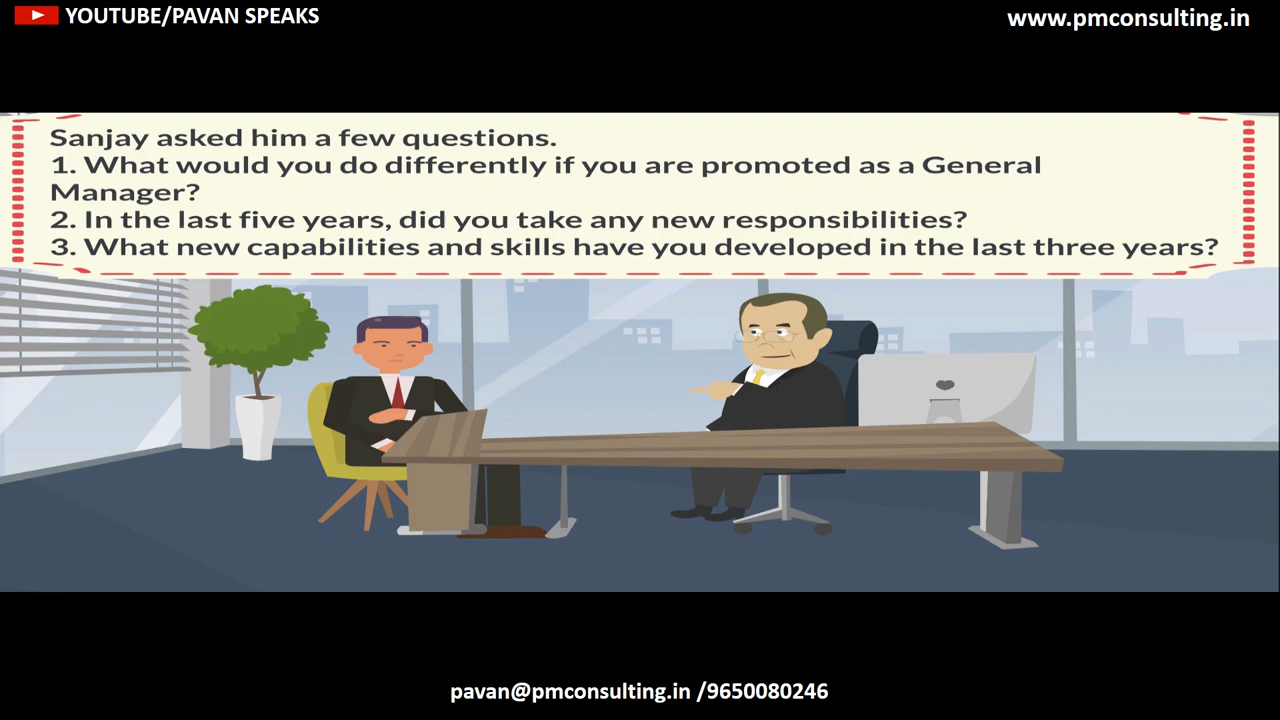 YOUTUBE/PAVAN SPEAKS
www.pmconsulting.in
Sanjay asked him a few questions.
1. What would you do differently if you are promoted as a General
Manager?
2. In the last five years, did you take any new responsibilities?
3. What new capabilities and skills have you developed in the last three years?
pavan@pmconsulting.in /9650080246